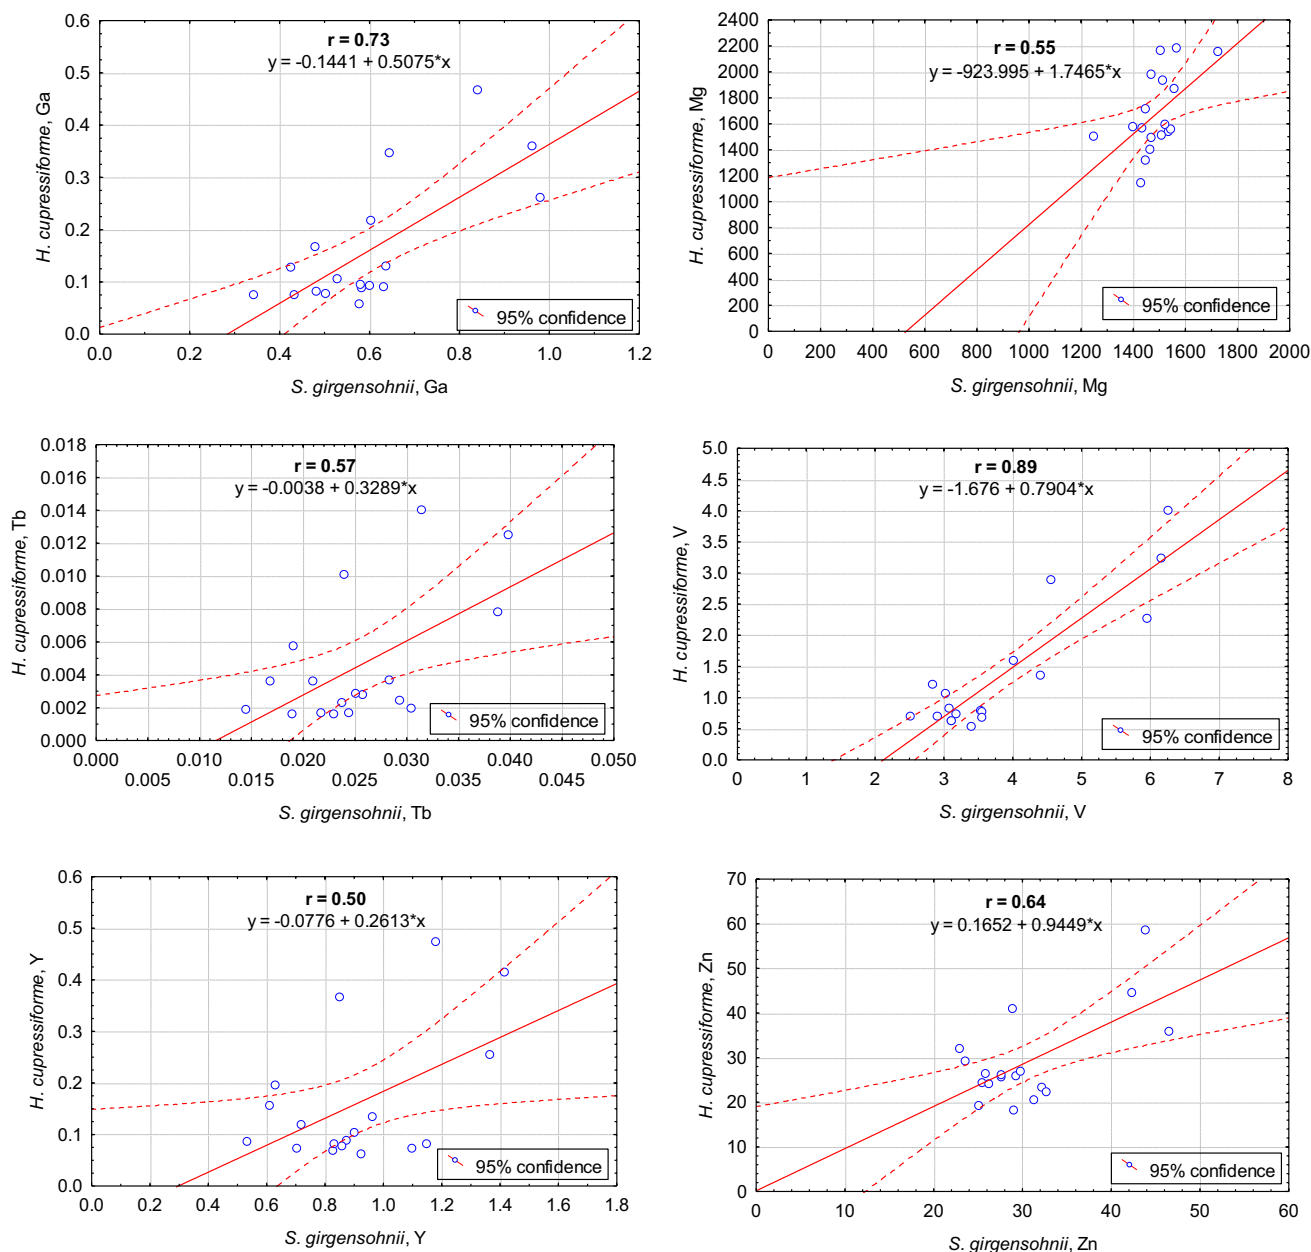 r = 0.73
y = -0.1441 + 0.5075*x
0.6
0.5
0.4
0.3
0.2
0.1
0.0
H. cupressiforme, Ga
95% confidence
0.0 0.2 0.4 0.6 0.8 1.0 1.2
S. girgensohnii, Ga
r = 0.55
y = -923.995 + 1.7465*x
2400
2200
2000
1800
1600
1400
1200
1000
800
600
400
200
0
H. cupressiforme, Mg
95% confidence
0 200 400 600 800 1000 1200 1400 1600 1800 2000
S. girgensohnii, Mg
r = 0.57
y = -0.0038 + 0.3289*x
0.018
0.016
0.014
0.012
0.010
0.008
0.006
0.004
0.002
0.000
H. cupressiforme, Tb
95% confidence
0.000 0.010 0.020 0.030 0.040 0.050
0.005 0.015 0.025 0.035 0.045
S. girgensohnii, Tb
r = 0.89
y = -1.676 + 0.7904*x
5.0
4.5
4.0
3.5
3.0
2.5
2.0
1.5
1.0
0.5
0.0
H. cupressiforme, V
95% confidence
0 1 2 3 4 5 6 7 8
S. girgensohnii, V
r = 0.50
y = -0.0776 + 0.2613*x
0.6
0.5
0.4
0.3
0.2
0.1
0.0
H. cupressiforme, Y
95% confidence
0.0 0.2 0.4 0.6 0.8 1.0 1.2 1.4 1.6 1.8
S. girgensohnii, Y
r = 0.64
y = 0.1652 + 0.9449*x
70
60
50
40
30
20
10
0
H. cupressiforme, Zn
95% confidence
0 10 20 30 40 50 60
S. girgensohnii, Zn